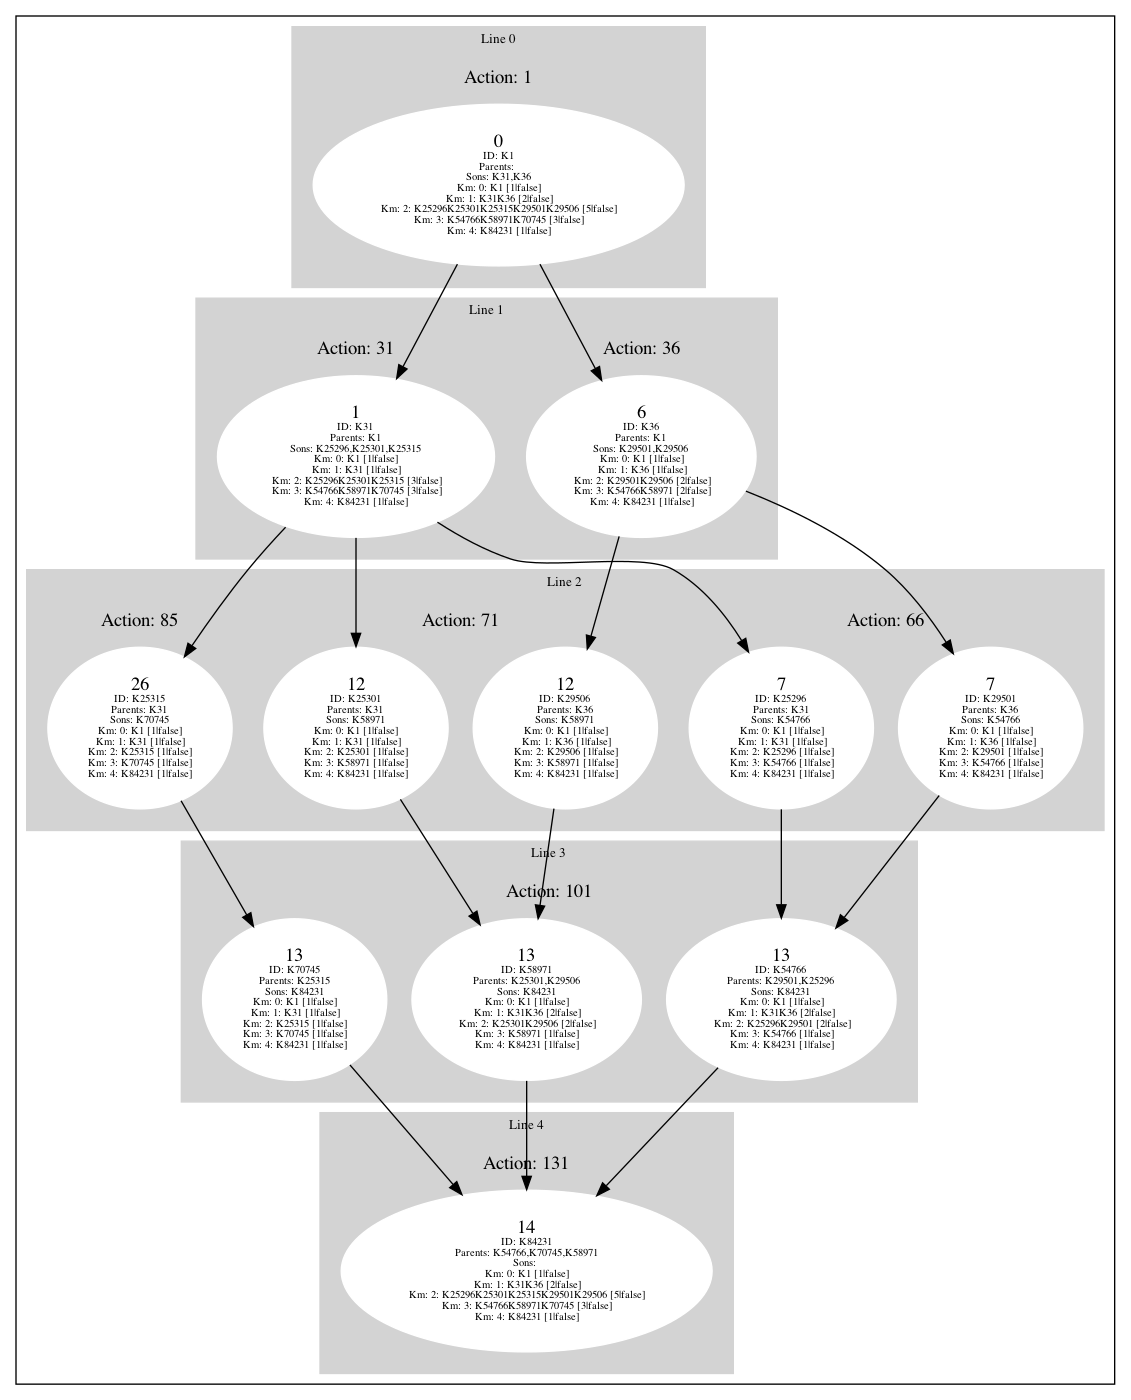 Line 0
Action: 1
0
ID: K1
Parents:
Sons: K31,K36
Km: 0: K1 [1|false]
Km: 1: K31K36 [2|false]
Km: 2: K25296K25301K25315K29501K29506 [5|false]
Km: 3: K54766K58971K70745 [3|false]
Km: 4: K84231 [1|false]
Line 1
Action: 31
1
ID: K31
Parents: K1
Sons: K25296,K25301,K25315
Km: 0: K1 [1|false]
Km: 1: K31 [1|false]
Km: 2: K25296K25301K25315 [3|false]
Km: 3: K54766K58971K70745 [3|false]
Km: 4: K84231 [1|false]
Action: 36
6
ID: K36
Parents: K1
Sons: K29501,K29506
Km: 0: K1 [1|false]
Km: 1: K36 [1|false]
Km: 2: K29501K29506 [2|false]
Km: 3: K54766K58971 [2|false]
Km: 4: K84231 [1|false]
Line 2
Action: 85
26
ID: K25315
Parents: K31
Sons: K70745
Km: 0: K1 [1|false]
Km: 1: K31 [1|false]
Km: 2: K25315 [1|false]
Km: 3: K70745 [1|false]
Km: 4: K84231 [1|false]
Action: 71
12
ID: K25301
Parents: K31
Sons: K58971
Km: 0: K1 [1|false]
Km: 1: K31 [1|false]
Km: 2: K25301 [1|false]
Km: 3: K58971 [1|false]
Km: 4: K84231 [1|false]
12
ID: K29506
Parents: K36
Sons: K58971
Km: 0: K1 [1|false]
Km: 1: K36 [1|false]
Km: 2: K29506 [1|false]
Km: 3: K58971 [1|false]
Km: 4: K84231 [1|false]
Action: 66
7
ID: K25296
Parents: K31
Sons: K54766
Km: 0: K1 [1|false]
Km: 1: K31 [1|false]
Km: 2: K25296 [1|false]
Km: 3: K54766 [1|false]
Km: 4: K84231 [1|false]
7
ID: K29501
Parents: K36
Sons: K54766
Km: 0: K1 [1|false]
Km: 1: K36 [1|false]
Km: 2: K29501 [1|false]
Km: 3: K54766 [1|false]
Km: 4: K84231 [1|false]
Line 3
Action: 101
13
ID: K70745
Parents: K25315
Sons: K84231
Km: 0: K1 [1|false]
Km: 1: K31 [1|false]
Km: 2: K25315 [1|false]
Km: 3: K70745 [1|false]
Km: 4: K84231 [1|false]
13
ID: K58971
Parents: K25301,K29506
Sons: K84231
Km: 0: K1 [1|false]
Km: 1: K31K36 [2|false]
Km: 2: K25301K29506 [2|false]
Km: 3: K58971 [1|false]
Km: 4: K84231 [1|false]
13
ID: K54766
Parents: K29501,K25296
Sons: K84231
Km: 0: K1 [1|false]
Km: 1: K31K36 [2|false]
Km: 2: K25296K29501 [2|false]
Km: 3: K54766 [1|false]
Km: 4: K84231 [1|false]
Line 4
Action: 131
14
ID: K84231
Parents: K54766,K70745,K58971
Sons:
Km: 0: K1 [1|false]
Km: 1: K31K36 [2|false]
Km: 2: K25296K25301K25315K29501K29506 [5|false]
Km: 3: K54766K58971K70745 [3|false]
Km: 4: K84231 [1|false]